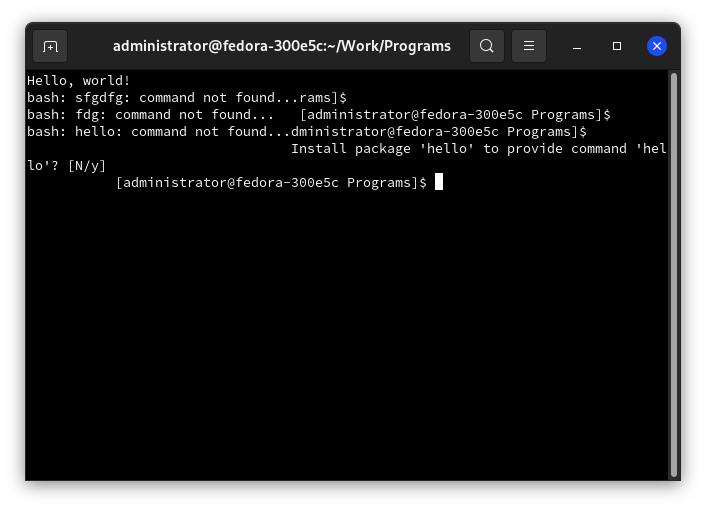 administrator@fedora-300e5c:~/Work/Programs
Hello, world!
bash: sfgdfg: command not found...rams]$
bash: fdg: command not found...   [administrator@fedora-300e5c Programs]$
bash: hello: command not found...dministrator@fedora-300e5c Programs]$
Install package 'hello' to provide command 'hel
lo'? [N/y]
[administrator@fedora-300e5c Programs]$